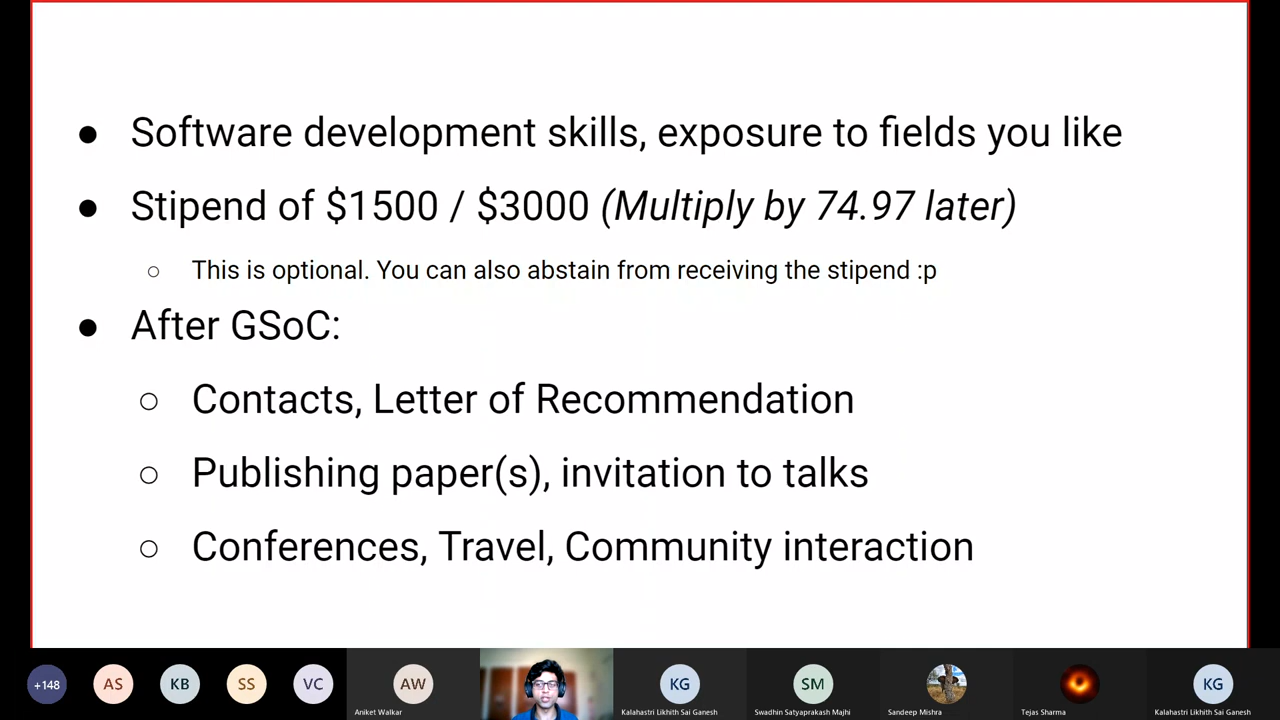 ● Software development skills, exposure to fields you like
● Stipend of $1500 / $3000 (Multiply by 74.97 later)
○ This is optional. You can also abstain from receiving the stipend :p
● After GSoC:
○ Contacts, Letter of Recommendation
○ Publishing paper(s), invitation to talks
○ Conferences, Travel, Community interaction
+148 AS KB SS VC AW KG SM KG
Aniket Walkar Kalahastri Likhith Sai Ganesh Swadhin Satyaprakash Majhi Sandeep Mishra Tejas Sharma Kalahastri Likhith Sai Ganesh